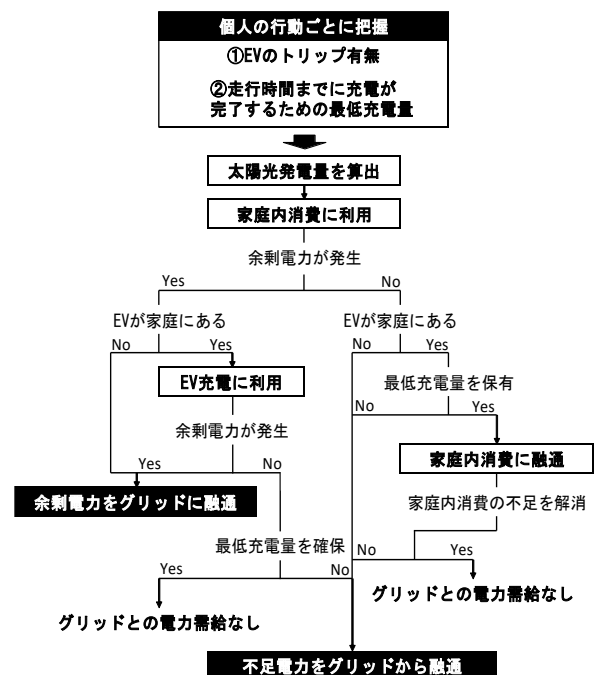 個人の行動ごとに把握
①EVのトリップ有無
②走行時間までに充電が
完了するための最低充電量
太陽光発電量を算出
家庭内消費に利用
余剰電力が発生
Yes
No
EVが家庭にある
EVが家庭にある
No
Yes
No
Yes
EV充電に利用
最低充電量を保有
余剰電力が発生
No
Yes
家庭内消費に融通
Yes
No
余剰電力をグリッドに融通
家庭内消費の不足を解消
最低充電量を確保
No
Yes
Yes
No
グリッドとの電力需給なし
グリッドとの電力需給なし
不足電力をグリッドから融通